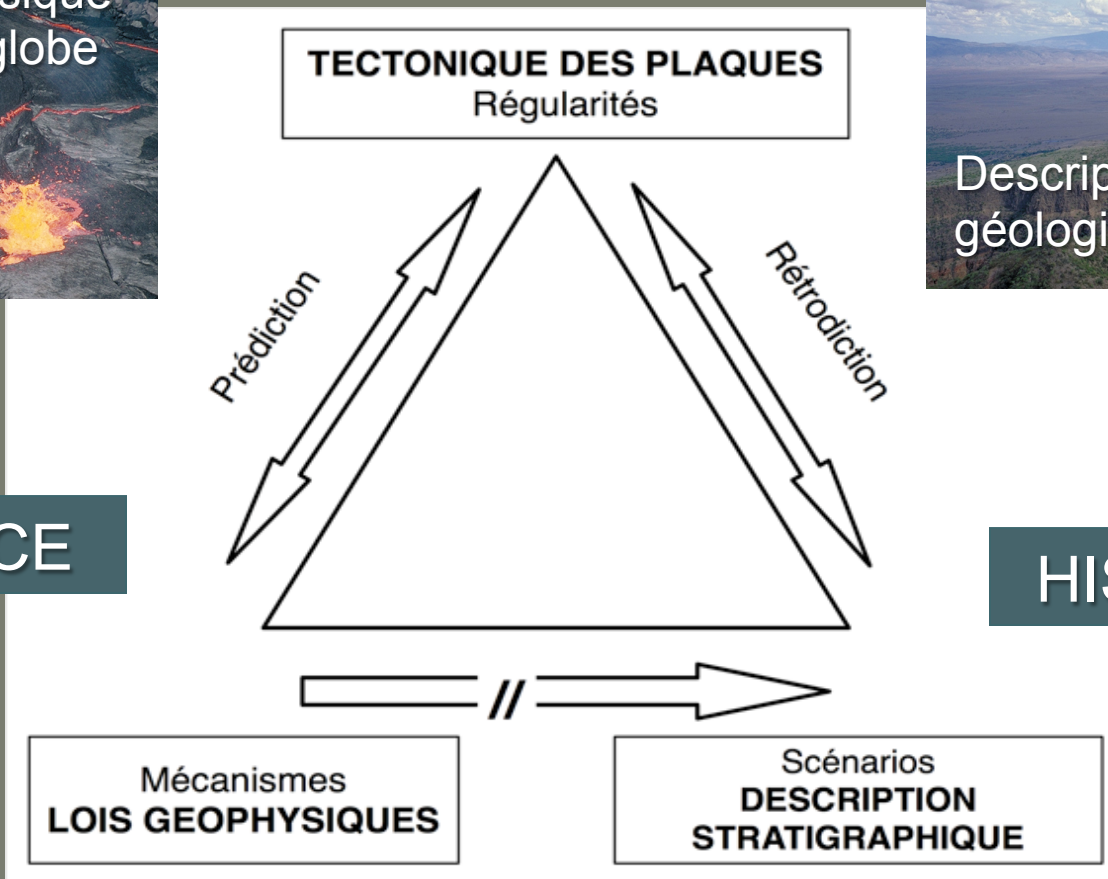 globe
TECTONIQUE DES PLAQUES
Régularités
Prédiction
Rétrodiction
//
Mécanismes
LOIS GEOPHYSIQUES
Scénarios
DESCRIPTION
STRATIGRAPHIQUE